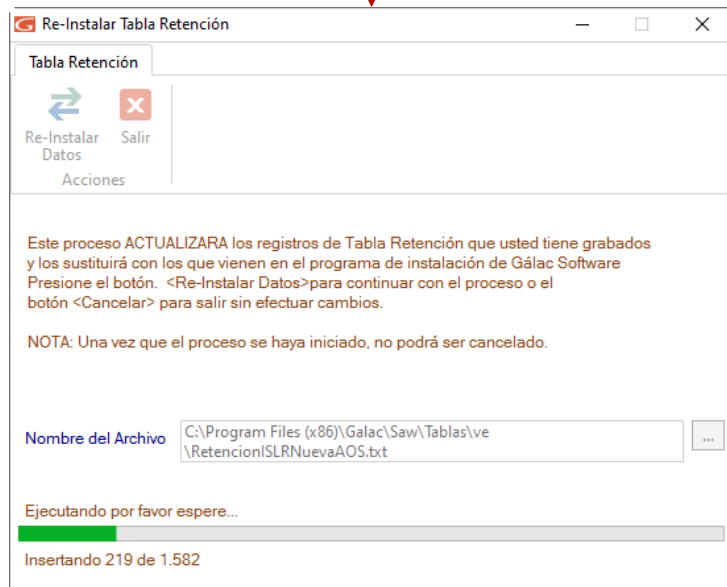 Re-Instalar Tabla Retención
Tabla Retención
Re-Instalar Datos
Salir
Acciones
Este proceso ACTUALIZARA los registros de Tabla Retención que usted tiene grabados
y los sustituirá con los que vienen en el programa de instalación de Gálac Software
Presione el botón.  <Re-Instalar Datos>para continuar con el proceso o el
botón <Cancelar> para salir sin efectuar cambios.
NOTA: Una vez que el proceso se haya iniciado, no podrá ser cancelado.
Nombre del Archivo
C:\Program Files (x86)\Galac\Saw\Tablas\ve
\RetencionISLRNuevaAOS.txt
...
Ejecutando por favor espere...
Insertando 219 de 1.582